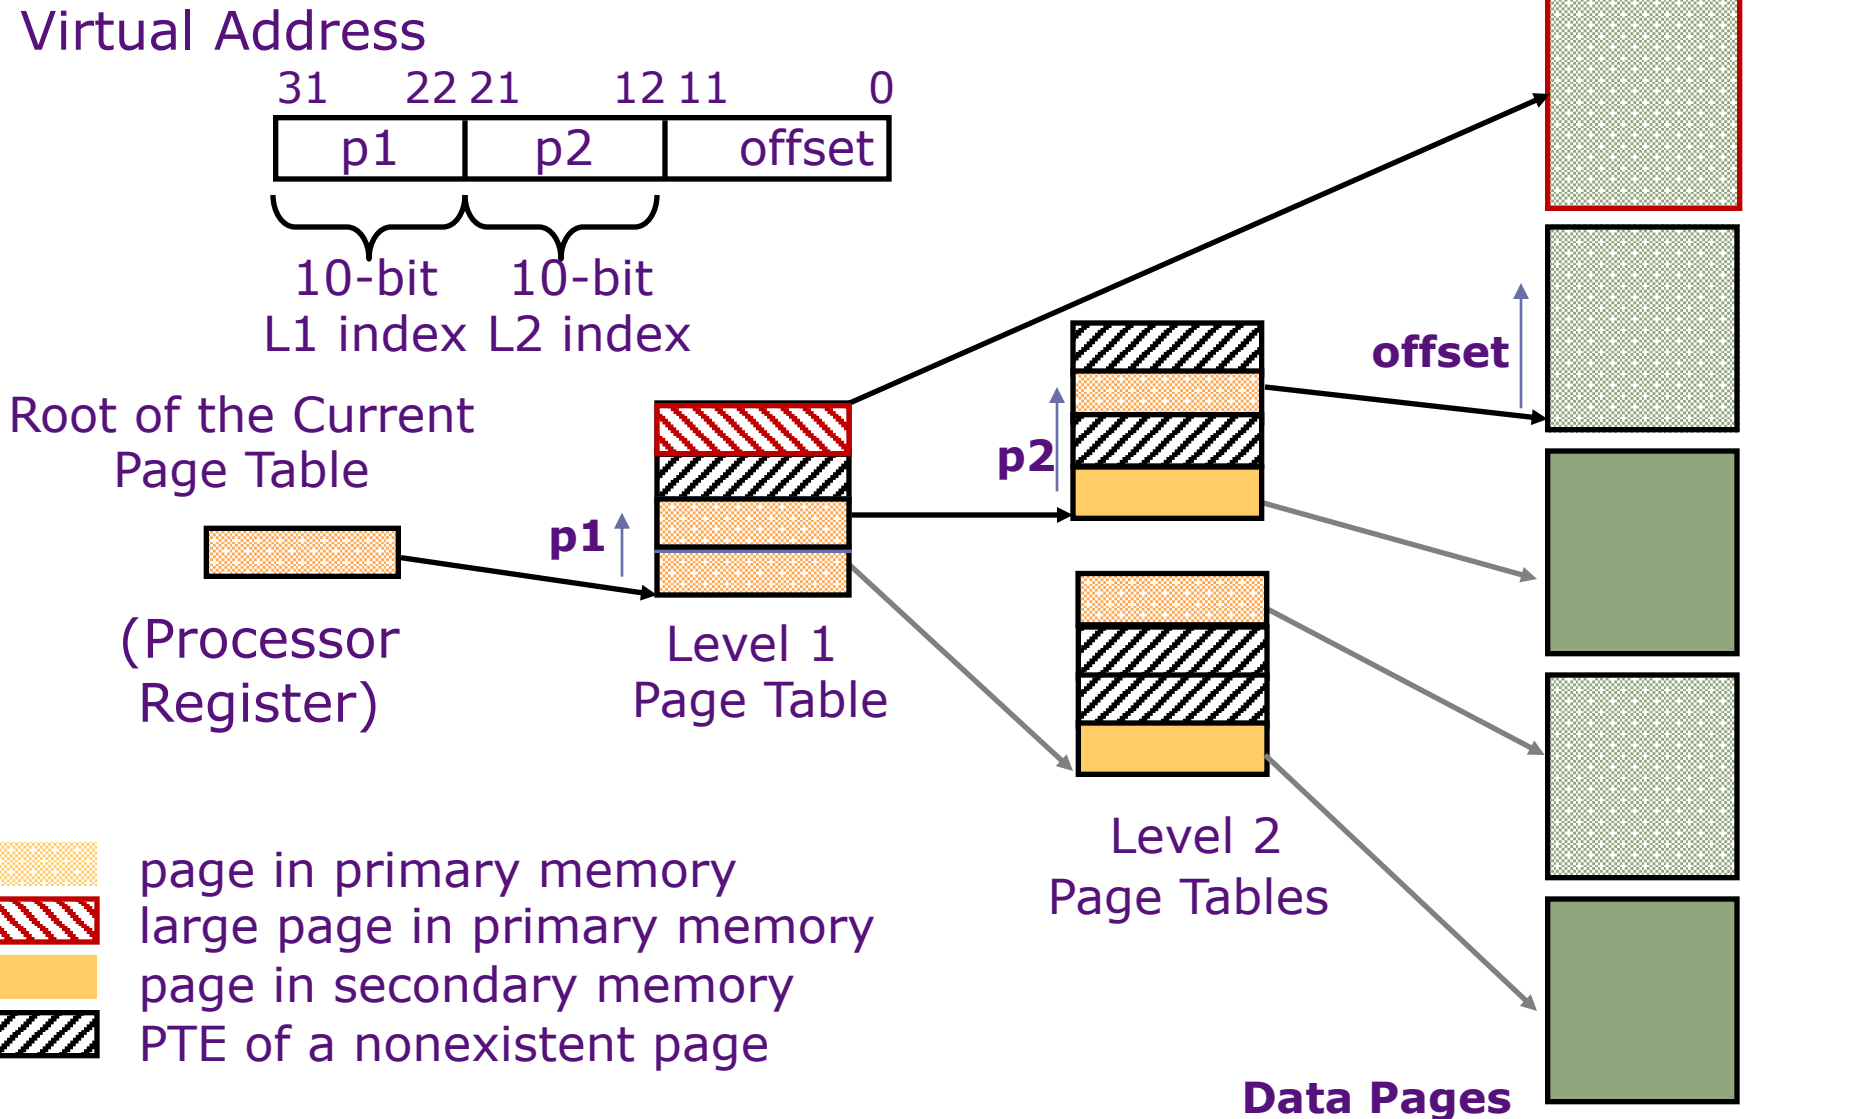 Virtual Address
31 22 21 12 11 0
p1 p2 offset
10-bit 10-bit
L1 index L2 index
Root of the Current
Page Table
(Processor
Register)
p1
Level 1
Page Table
p2
offset
Level 2
Page Tables
page in primary memory
large page in primary memory
page in secondary memory
PTE of a nonexistent page
Data Pages